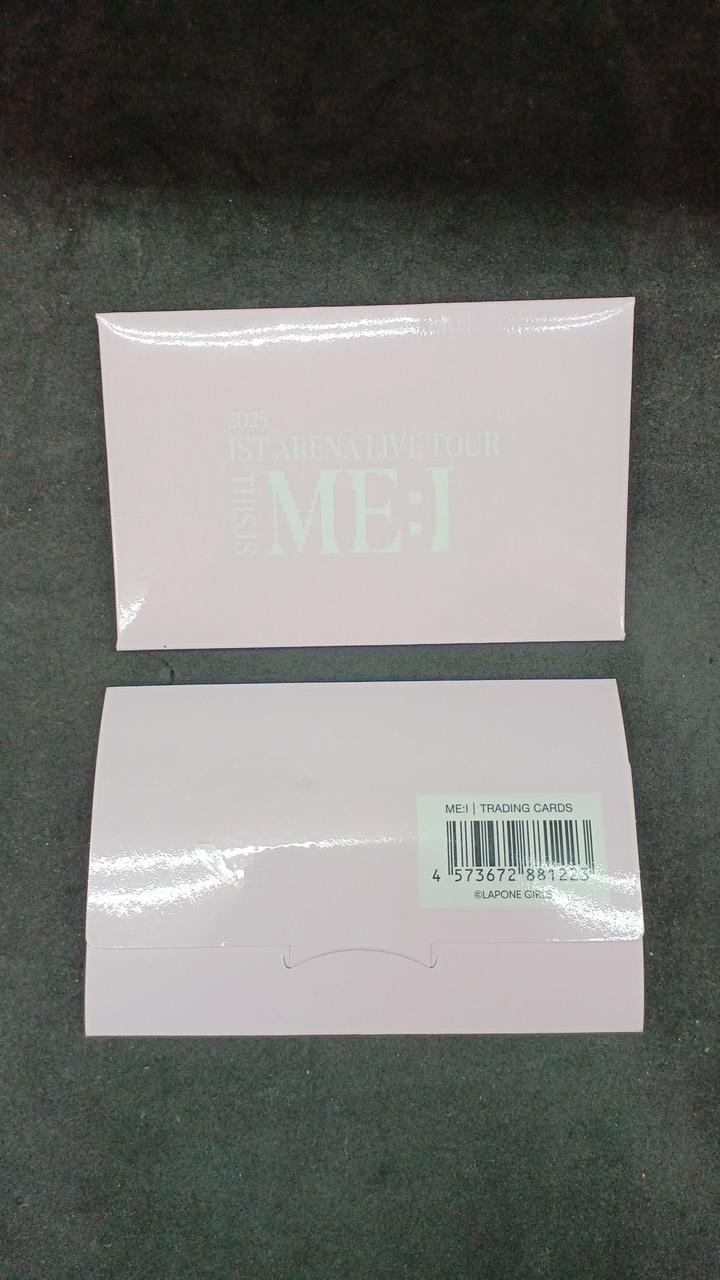 2025
1ST ARENA LIVE TOUR
THIS IS
ME:I
ME:I | TRADING CARDS
4 573672 881223
©LAPONE GIRLS